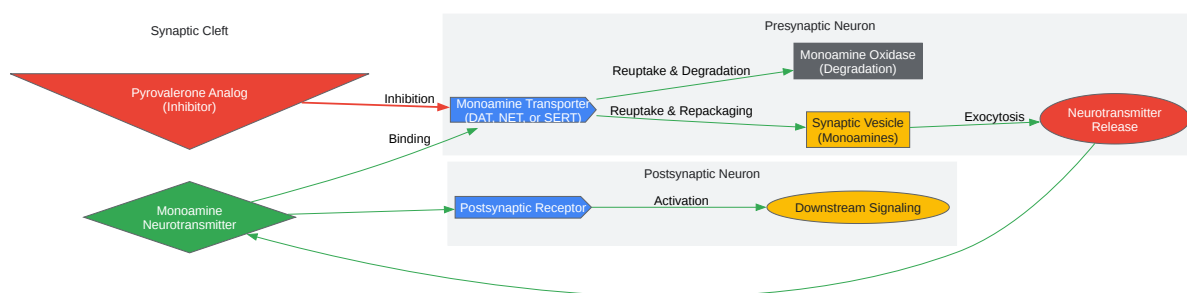 Synaptic Cleft
Presynaptic Neuron
Monoamine Oxidase
(Degradation)
Reuptake & Degradation
Pyrovalerone Analog
(Inhibitor)
Inhibition
Monoamine Transporter
(DAT, NET, or SERT)
Reuptake & Repackaging
Synaptic Vesicle
(Monoamines)
Exocytosis
Neurotransmitter
Release
Binding
Postsynaptic Neuron
Monoamine
Neurotransmitter
Postsynaptic Receptor
Activation
Downstream Signaling